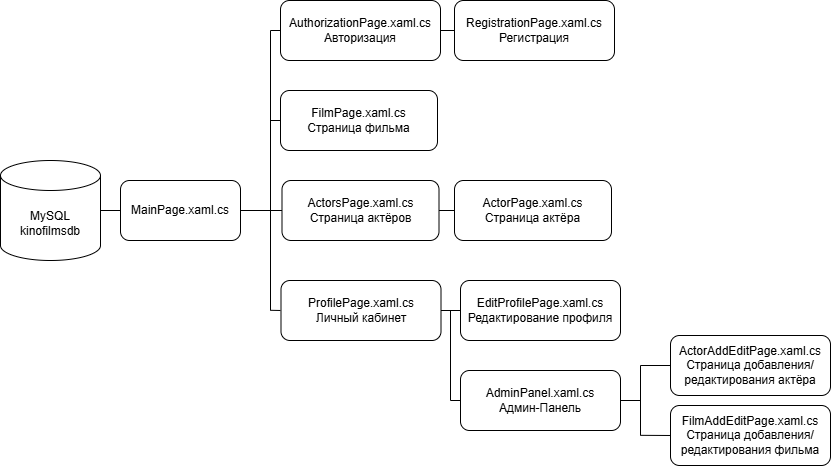 AuthorizationPage.xaml.cs
Авторизация
RegistrationPage.xaml.cs
Регистрация
FilmPage.xaml.cs
Страница фильма
MySQL
kinofilmsdb
MainPage.xaml.cs
ActorsPage.xaml.cs
Страница актёров
ActorPage.xaml.cs
Страница актёра
ProfilePage.xaml.cs
Личный кабинет
EditProfilePage.xaml.cs
Редактирование профиля
AdminPanel.xaml.cs
Админ-Панель
ActorAddEditPage.xaml.cs
Страница добавления/
редактирования актёра
FilmAddEditPage.xaml.cs
Страница добавления/
редактирования фильма